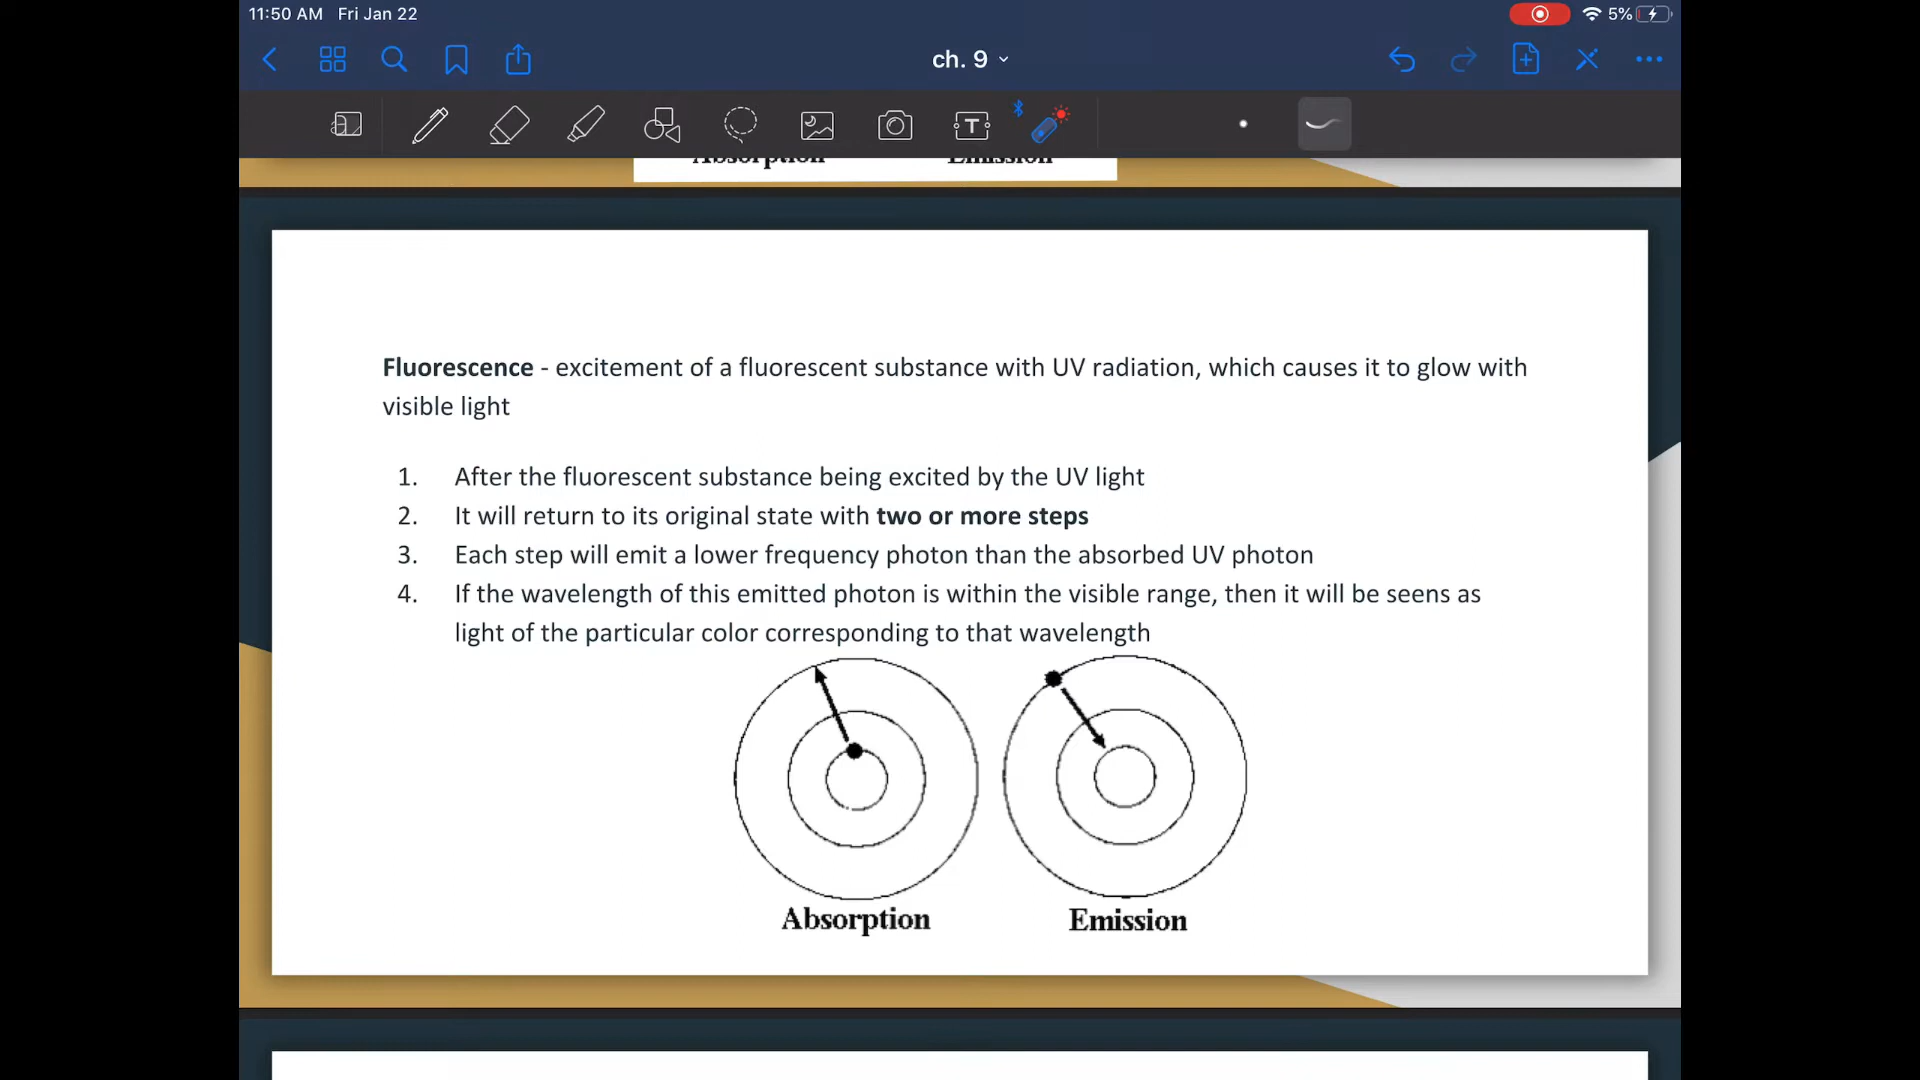 11:50 AM Fri Jan 22
5%
ch. 9
T
Absorption Emission
Fluorescence - excitement of a fluorescent substance with UV radiation, which causes it to glow with
visible light
1. After the fluorescent substance being excited by the UV light
2. It will return to its original state with two or more steps
3. Each step will emit a lower frequency photon than the absorbed UV photon
4. If the wavelength of this emitted photon is within the visible range, then it will be seens as
light of the particular color corresponding to that wavelength
Absorption Emission